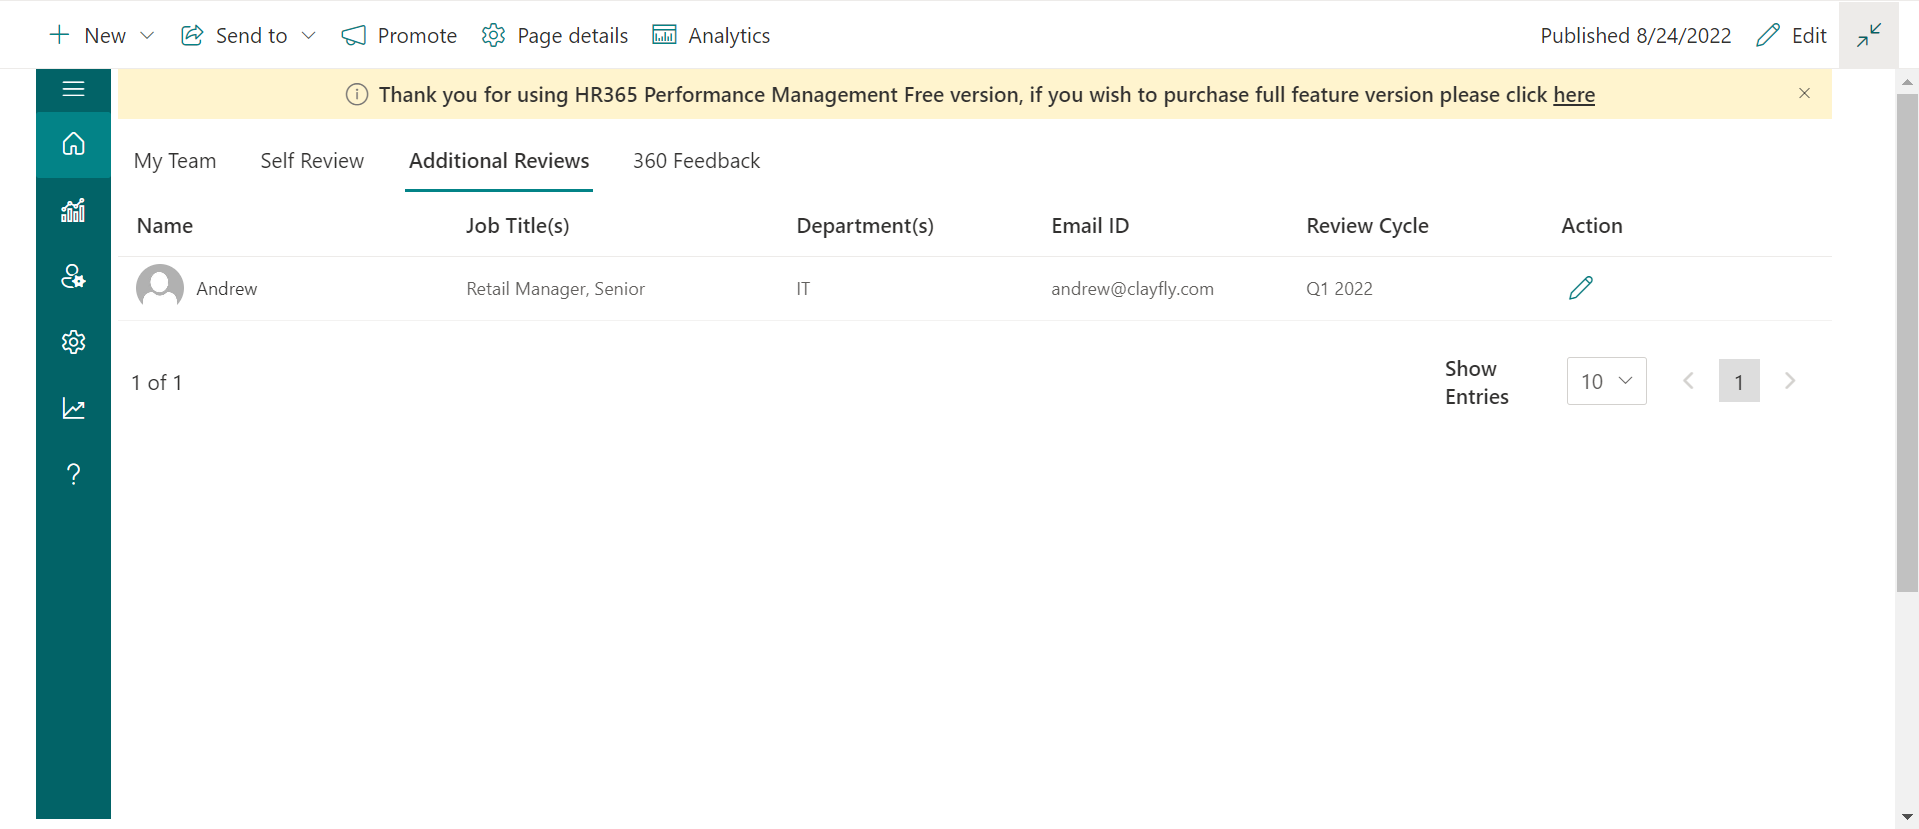 New Send to Promote Page details Analytics Published 8/24/2022 Edit
Thank you for using HR365 Performance Management Free version, if you wish to purchase full feature version please click here
My Team Self Review Additional Reviews 360 Feedback
Name Job Title(s) Department(s) Email ID Review Cycle Action
Andrew Retail Manager, Senior IT andrew@clayfly.com Q1 2022
1 of 1 Show Entries 10 1